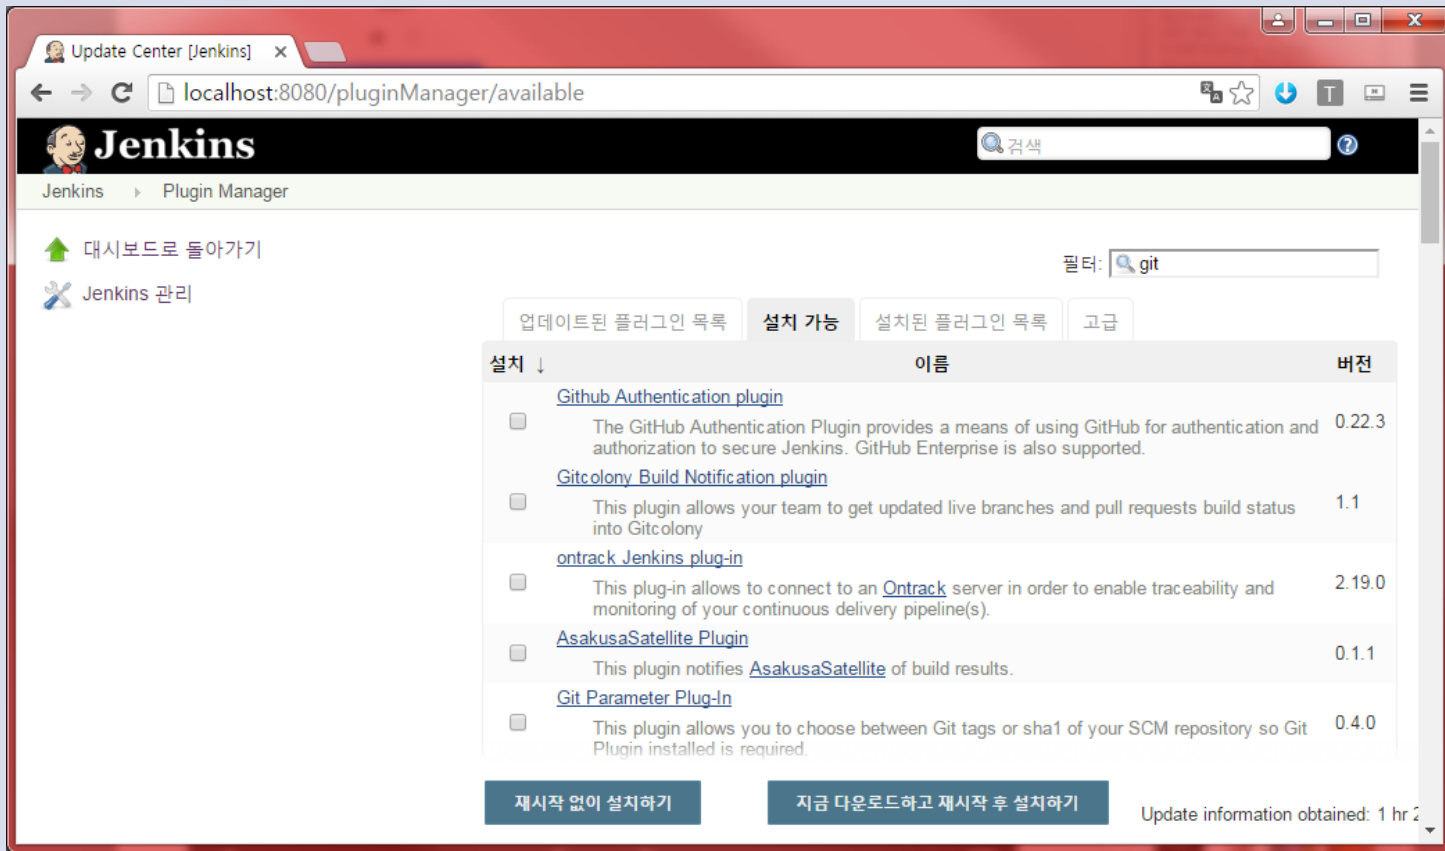 Update Center [Jenkins]
localhost:8080/pluginManager/available
T
Jenkins
검색
Jenkins Plugin Manager
대시보드로 돌아가기
필터: git
Jenkins 관리
업데이트된 플러그인 목록 설치 가능 설치된 플러그인 목록 고급
설치 ↓ 이름 버전
Github Authentication plugin
The GitHub Authentication Plugin provides a means of using GitHub for authentication and 0.22.3
authorization to secure Jenkins. GitHub Enterprise is also supported.
Gitcolony Build Notification plugin
This plugin allows your team to get updated live branches and pull requests build status 1.1
into Gitcolony
ontrack Jenkins plug-in
This plug-in allows to connect to an Ontrack server in order to enable traceability and 2.19.0
monitoring of your continuous delivery pipeline(s).
AsakusaSatellite Plugin
This plugin notifies AsakusaSatellite of build results. 0.1.1
Git Parameter Plug-In
This plugin allows you to choose between Git tags or sha1 of your SCM repository so Git 0.4.0
Plugin installed is required.
재시작 없이 설치하기 지금 다운로드하고 재시작 후 설치하기 Update information obtained: 1 hr 2